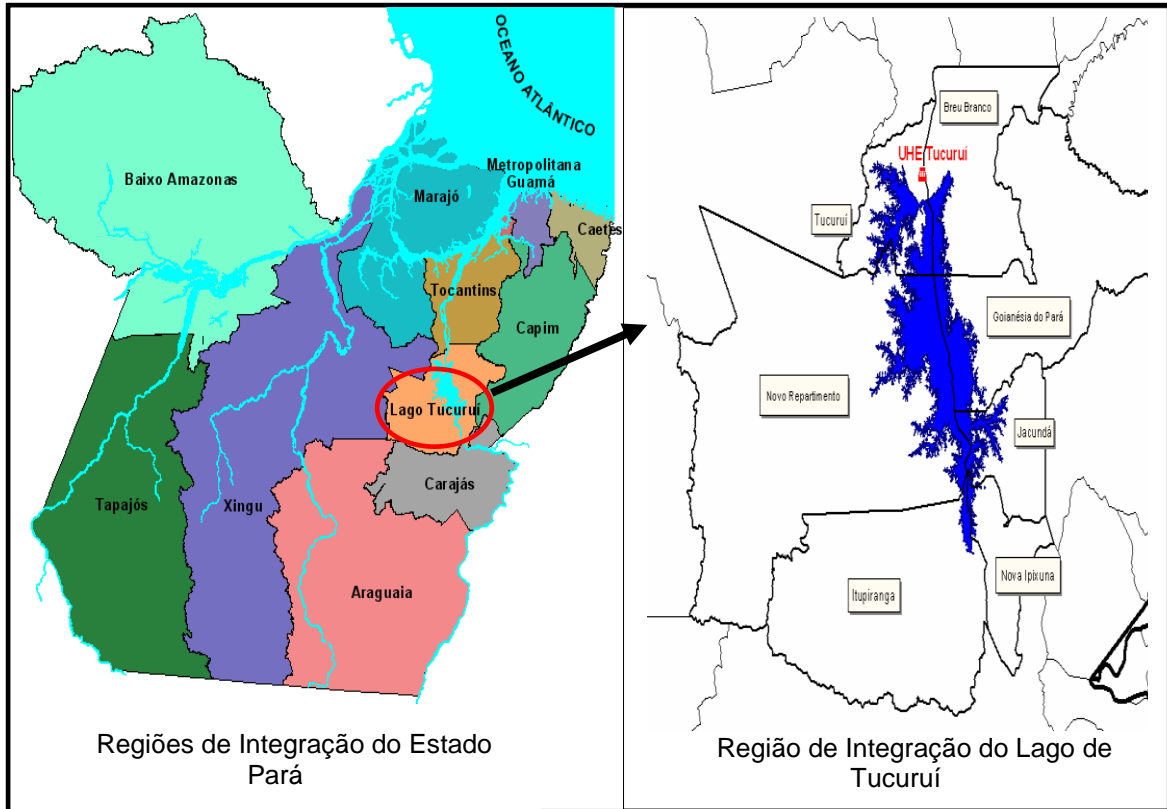 OCEANO ATLÂNTICO
Baixo Amazonas
Metropolitana
Guamá
Marajó
Caetés
Tocantins
Capim
Lago Tucuruí
Carajás
Tapajós
Xingu
Araguaia
Regiões de Integração do Estado
Pará
Breu Branco
UHE Tucuruí
Tucuruí
Goianésia do Pará
Novo Repartimento
Jacundá
Nova Ipixuna
Itupiranga
Região de Integração do Lago de
Tucuruí